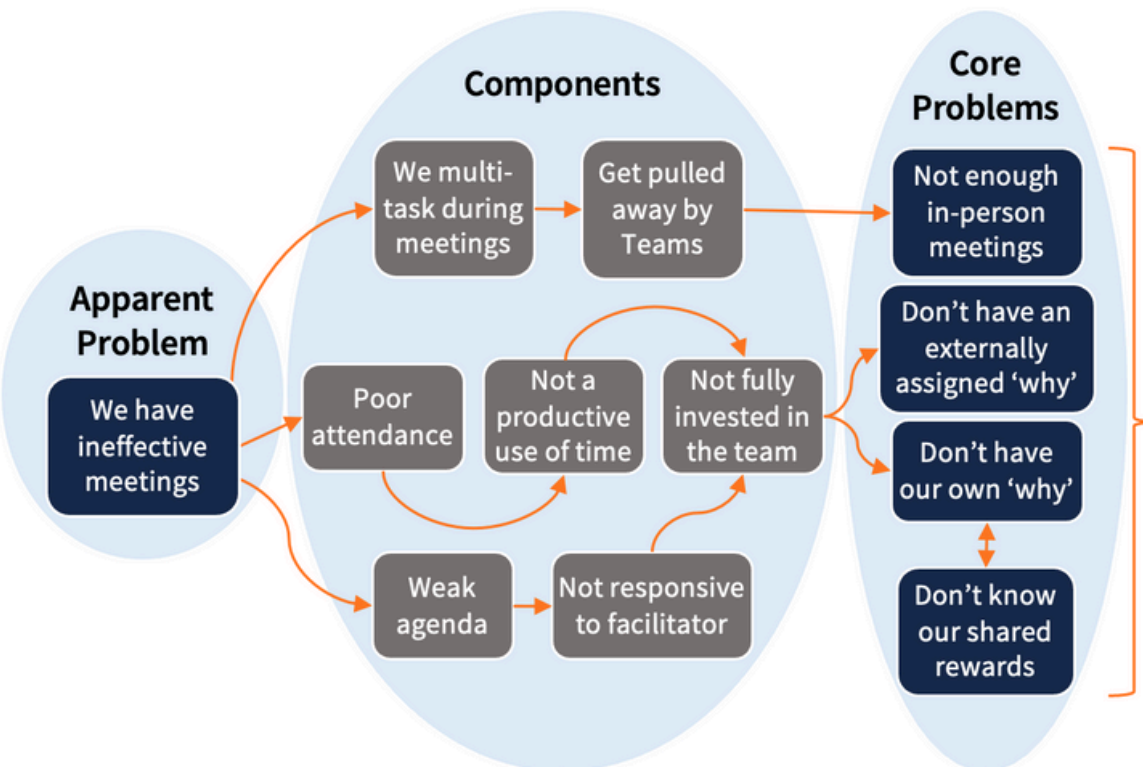 Apparent
Problem
We have
ineffective
meetings
Components
We multi-
task during
meetings
Get pulled
away by
Teams
Poor
attendance
Not a
productive
use of time
Not fully
invested in
the team
Weak
agenda
Not responsive
to facilitator
Core
Problems
Not enough
in-person
meetings
Don’t have an
externally
assigned ‘why’
Don’t have
our own ‘why’
Don’t know
our shared
rewards